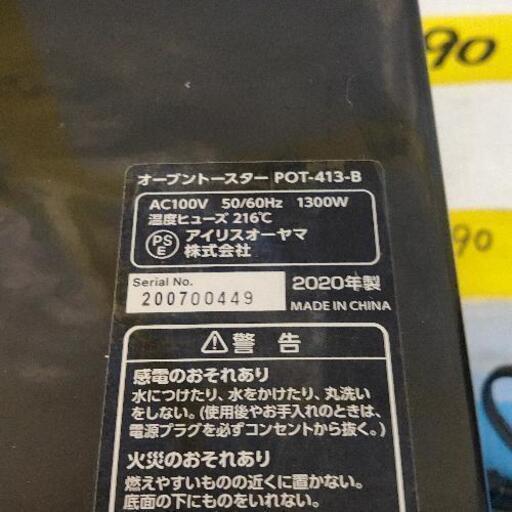 オーブントースター POT-413-B
AC100V 50/60Hz 1300W
温度ヒューズ 216℃
PS
E
アイリスオーヤマ
株式会社
Serial No.
200700449
2020年製
MADE IN CHINA
⚠警告
感電のおそれあり
水につけたり、水をかけたり、丸洗い
をしない。(使用後やお手入れのときは、
電源プラグを必ずコンセントから抜く。)
火災のおそれあり
燃えやすいものの近くに置かない。
底面の下にものをいれない。
90
90